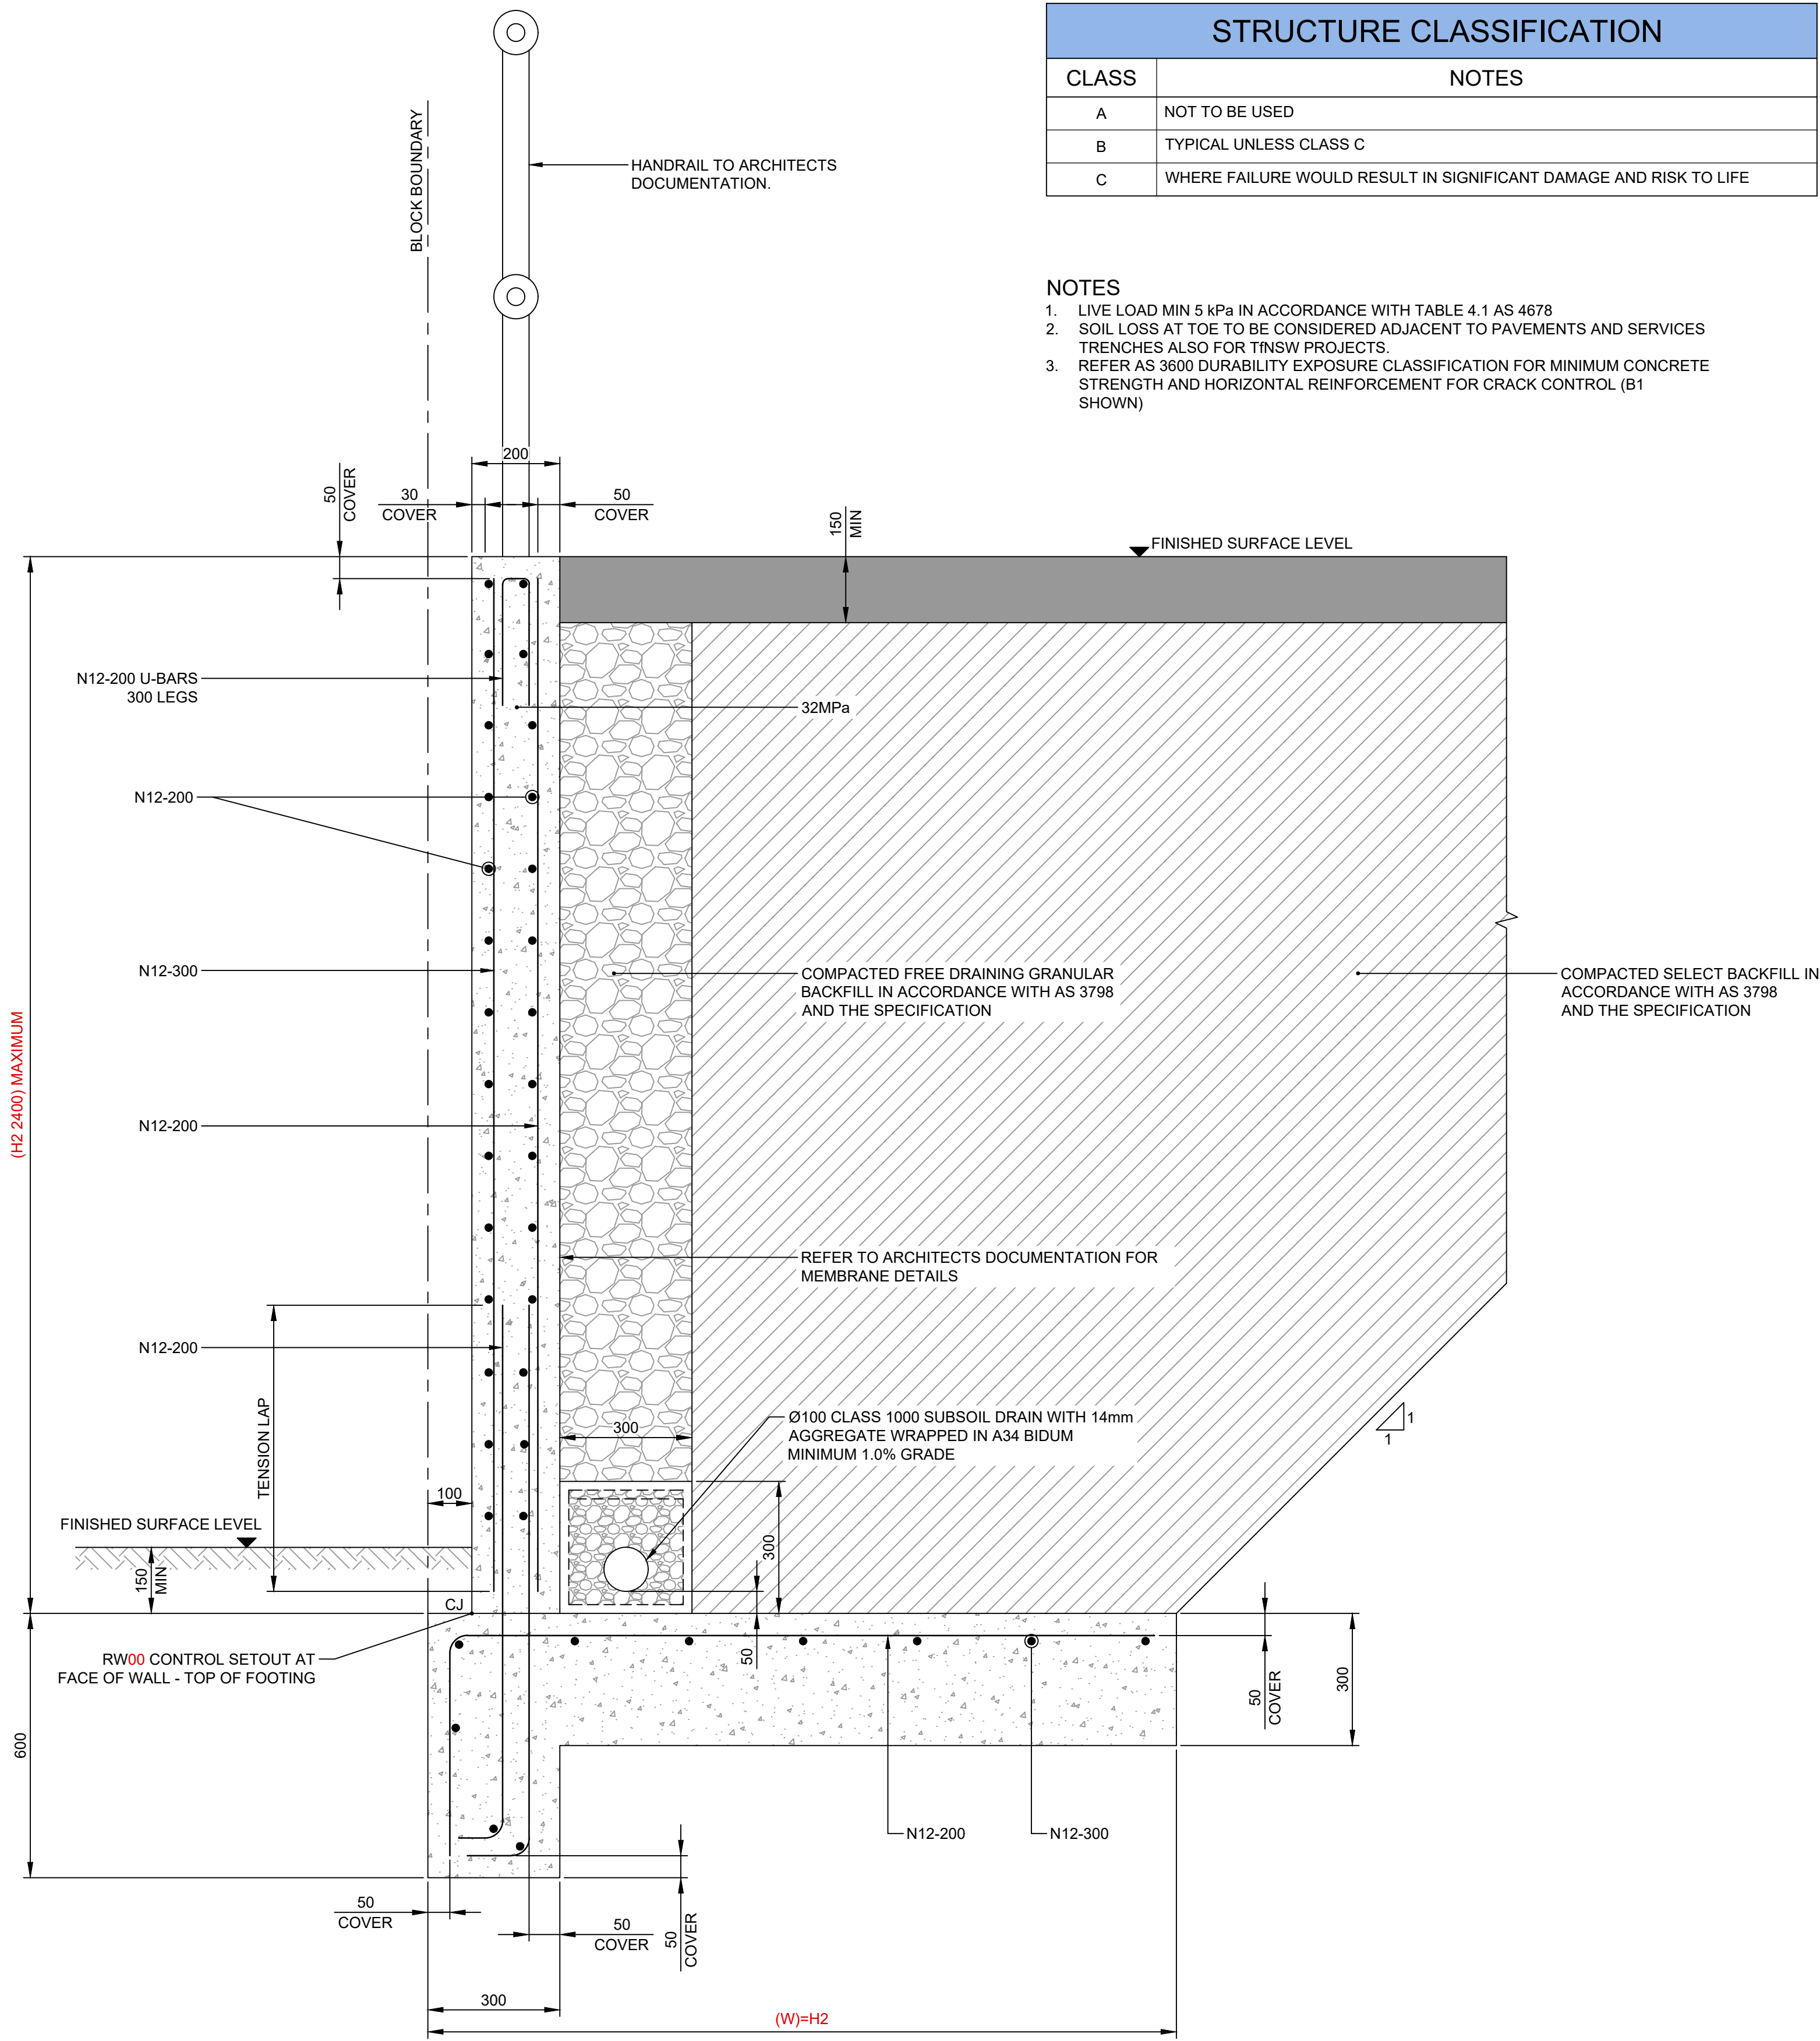 STRUCTURE CLASSIFICATION
CLASS NOTES
A NOT TO BE USED
B TYPICAL UNLESS CLASS C
C WHERE FAILURE WOULD RESULT IN SIGNIFICANT DAMAGE AND RISK TO LIFE
BLOCK BOUNDARY
HANDRAIL TO ARCHITECTS
DOCUMENTATION.
NOTES
1. LIVE LOAD MIN 5 kPa IN ACCORDANCE WITH TABLE 4.1 AS 4678
2. SOIL LOSS AT TOE TO BE CONSIDERED ADJACENT TO PAVEMENTS AND SERVICES
TRENCHES ALSO FOR TfNSW PROJECTS.
3. REFER AS 3600 DURABILITY EXPOSURE CLASSIFICATION FOR MINIMUM CONCRETE
STRENGTH AND HORIZONTAL REINFORCEMENT FOR CRACK CONTROL (B1
SHOWN)
200
50
COVER
30
COVER
50
COVER
150
MIN
FINISHED SURFACE LEVEL
N12-200 U-BARS
300 LEGS
32MPa
N12-200
N12-300
COMPACTED FREE DRAINING GRANULAR
BACKFILL IN ACCORDANCE WITH AS 3798
AND THE SPECIFICATION
COMPACTED SELECT BACKFILL IN
ACCORDANCE WITH AS 3798
AND THE SPECIFICATION
(H2 2400) MAXIMUM
N12-200
REFER TO ARCHITECTS DOCUMENTATION FOR
MEMBRANE DETAILS
N12-200
TENSION LAP
300
Ø100 CLASS 1000 SUBSOIL DRAIN WITH 14mm
AGGREGATE WRAPPED IN A34 BIDUM
MINIMUM 1.0% GRADE
1
1
100
FINISHED SURFACE LEVEL
150
MIN
300
CJ
RW00 CONTROL SETOUT AT
FACE OF WALL - TOP OF FOOTING
50
50
COVER
300
600
N12-200
N12-300
50
COVER
50
COVER
50
COVER
300
(W)=H2